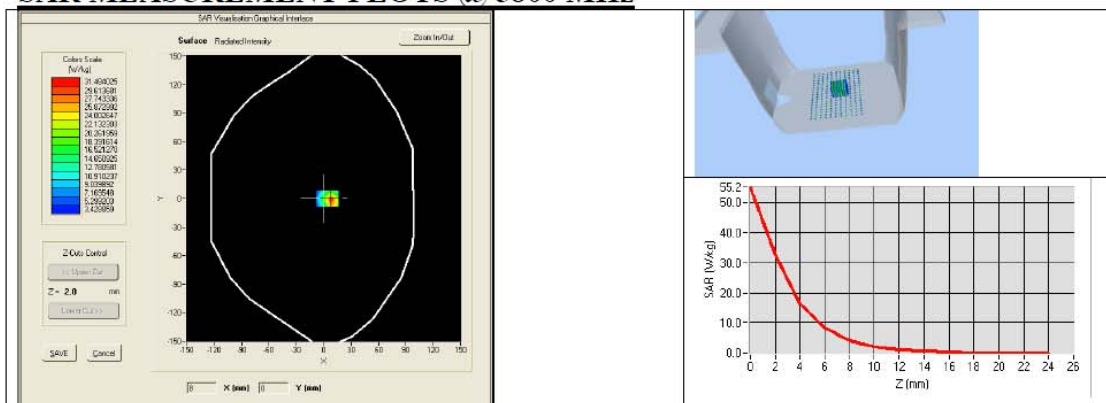 SAR MEASUREMENT PLOTS @ 5800 MHz
SAR Visualisation Graphical Interface
Surface Radiated Intensity
Zoom In/Out
Colors Scale
(W/kg)
31.484025
29.613681
27.743336
25.872992
24.002647
22.132303
20.261959
18.391614
16.521270
14.650925
12.780581
10.910237
9.039892
7.169548
5.299203
3.428859
150
120
90
60
30
0
-30
-60
-90
-120
-150
Y
-150 -120 -90 -60 -30 0 30 60 90 120 150
X
Z-Cuts Control
Z = 2.0 mm
SAVE Cancel
8 X (mm) 0 Y (mm)
55.2
50.0
40.0
30.0
20.0
10.0
0.0
SAR (W/kg)
0 2 4 6 8 10 12 14 16 18 20 22 24 26
Z (mm)